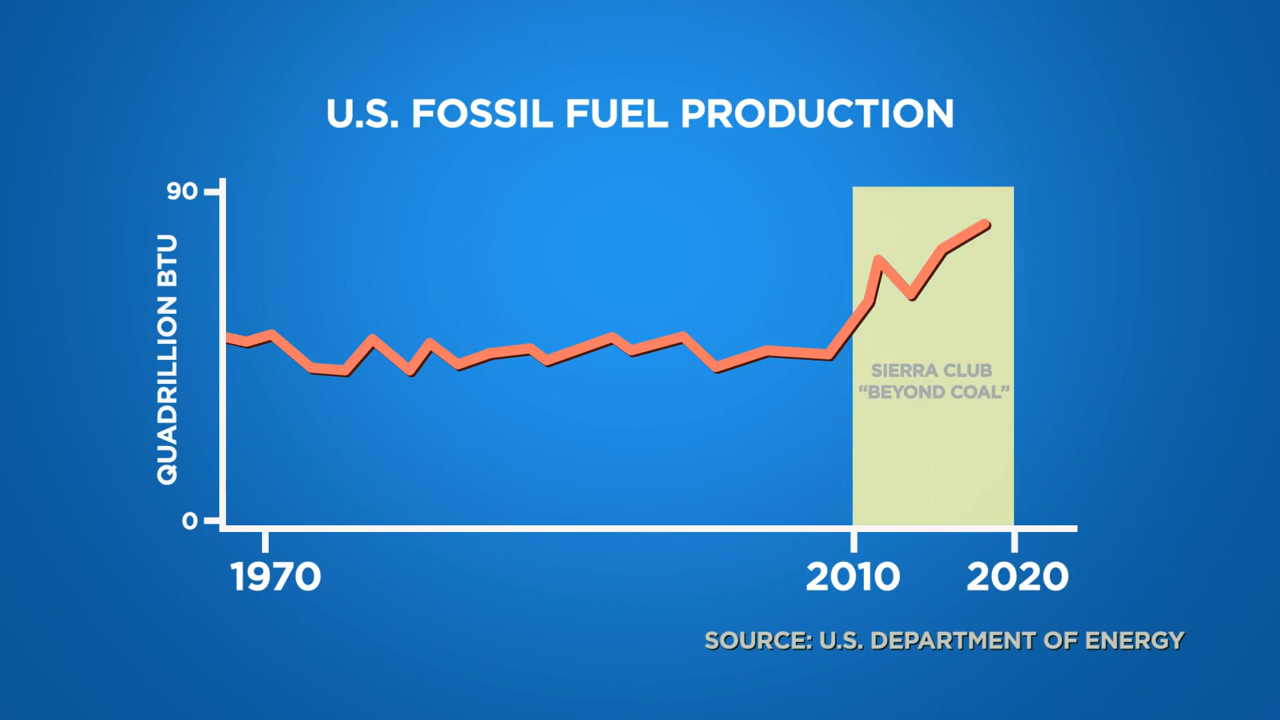 U.S. FOSSIL FUEL PRODUCTION
90
QUADRILLION BTU
SIERRA CLUB
“BEYOND COAL”
0
1970
2010
2020
SOURCE: U.S. DEPARTMENT OF ENERGY